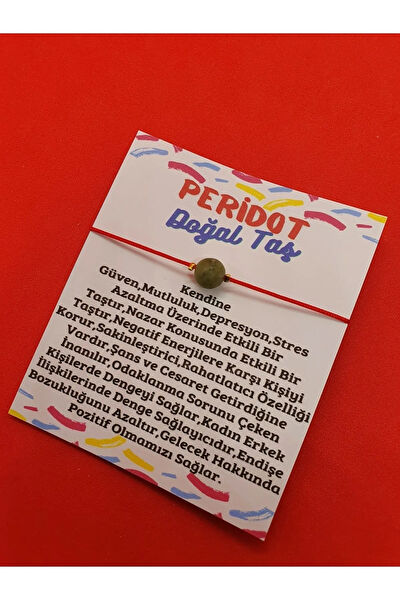 PERİDOT
Doğal Taş
Kendine
Güven,Mutluluk,Depresyon,Stres
Azaltma Üzerinde Etkili Bir
Taştır,Nazar Konusunda Etkili Bir
Taştır,Negatif Enerjilere Karşı Kişiyi
Korur,Sakinleştirici,Rahatlatıcı Özelliği
Vardır,Şans ve Cesaret Getirdiğine
İnanılır,Odaklanma Sorunu Çeken
Kişilerde Dengeyi Sağlar,Kadın Erkek
İlişkilerinde Denge Sağlayıcıdır,Endişe
Bozukluğunu Azaltır,Gelecek Hakkında
Pozitif Olmamızı Sağlar.